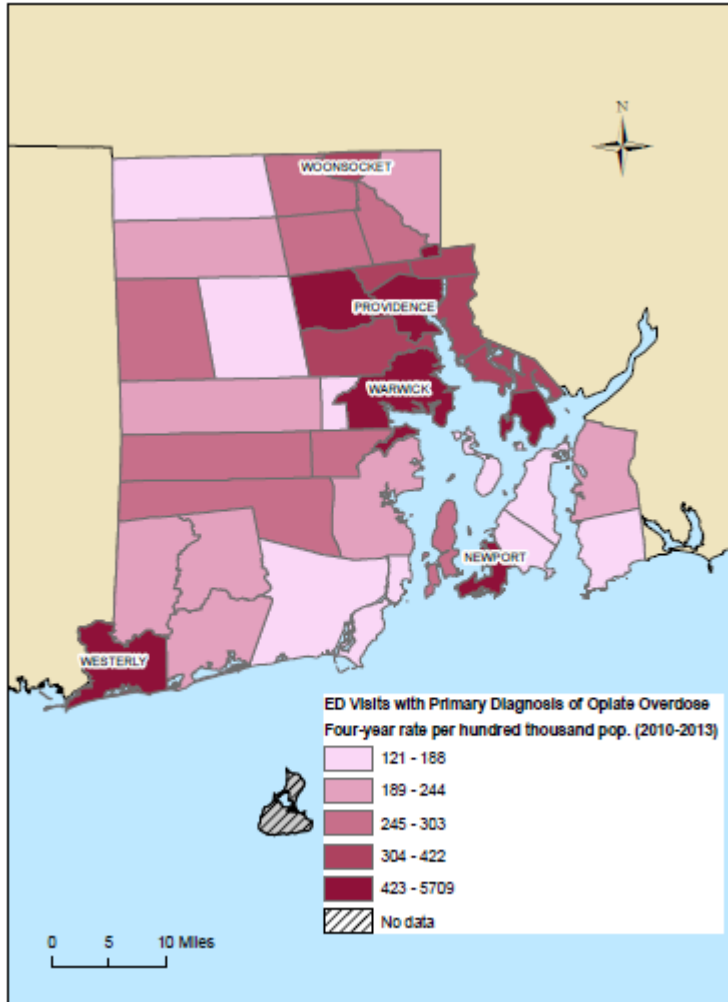 N
WOONSOCKET
PROVIDENCE
WARWICK
NEWPORT
WESTERLY
ED Visits with Primary Diagnosis of Opiate Overdose
Four-year rate per hundred thousand pop. (2010-2013)
121 - 188
189 - 244
245 - 303
304 - 422
423 - 5709
No data
0 5 10 Miles